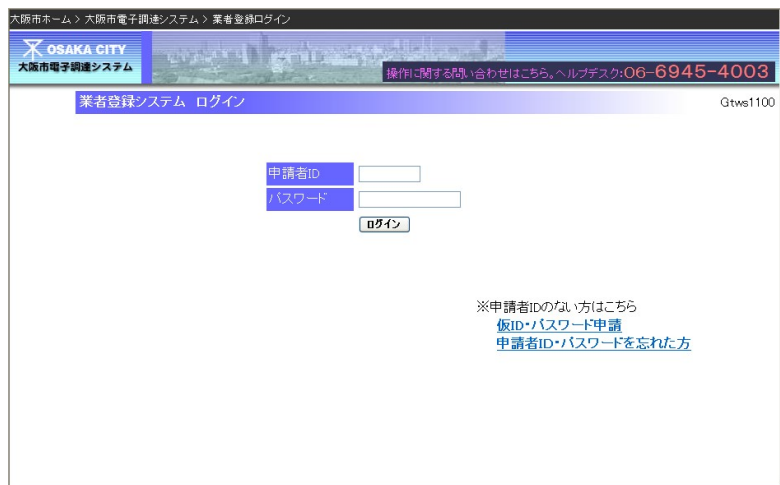 大阪市ホーム > 大阪市電子調達システム > 業者登録ログイン
OSAKA CITY
大阪市電子調達システム
操作に関する問い合わせはこちら。ヘルプデスク:06-6945-4003
業者登録システム ログイン
Gtws1100
申請者ID
パスワード
ログイン
※申請者IDのない方はこちら
仮ID・パスワード申請
申請者ID・パスワードを忘れた方